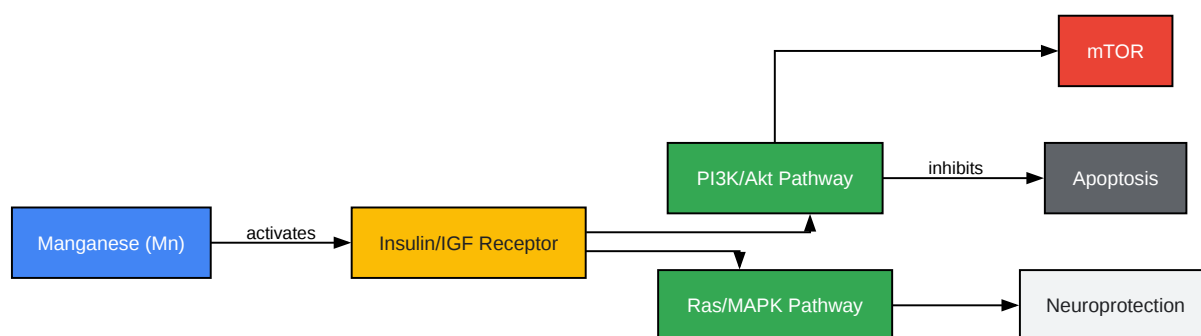 mTOR
PI3K/Akt Pathway
inhibits
Apoptosis
Manganese (Mn)
activates
Insulin/IGF Receptor
Ras/MAPK Pathway
Neuroprotection